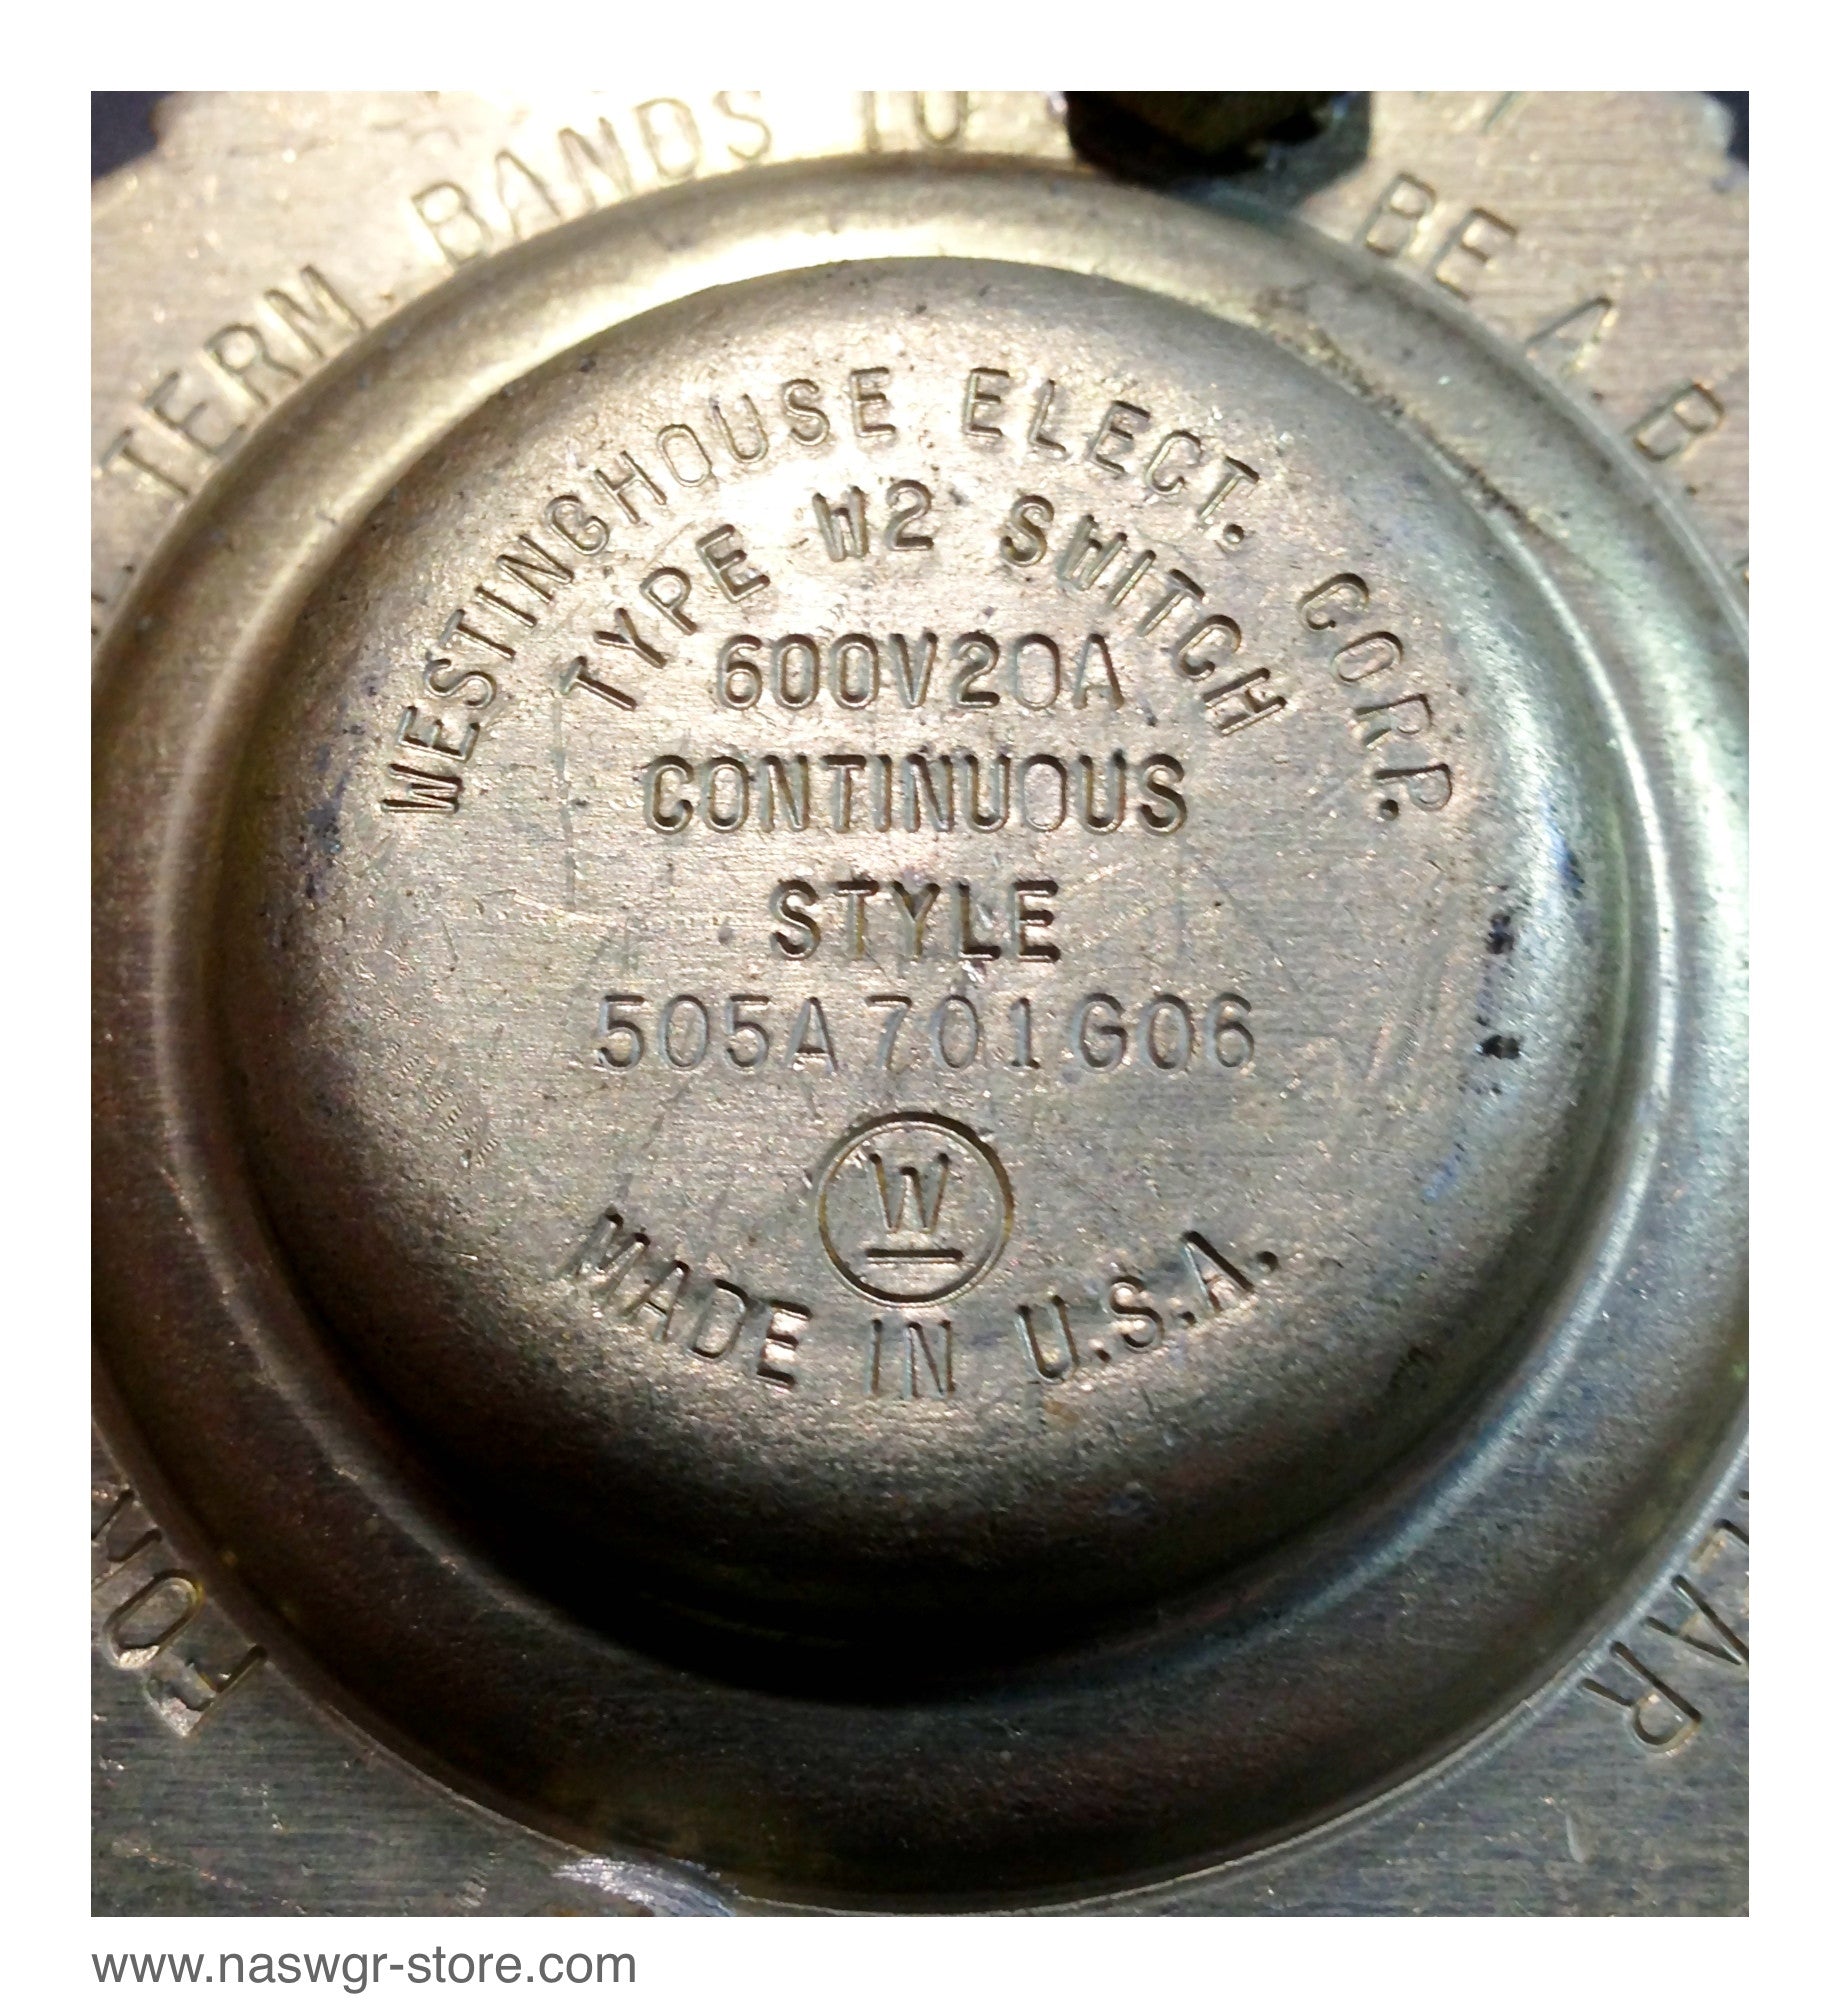 TERM BANDS TO BE A B
WESTINGHOUSE ELECT. CORP.
TYPE W2 SWITCH
600V20A
CONTINUOUS
STYLE
505A701G06
W
MADE IN U.S.A.
www.naswgr-store.com